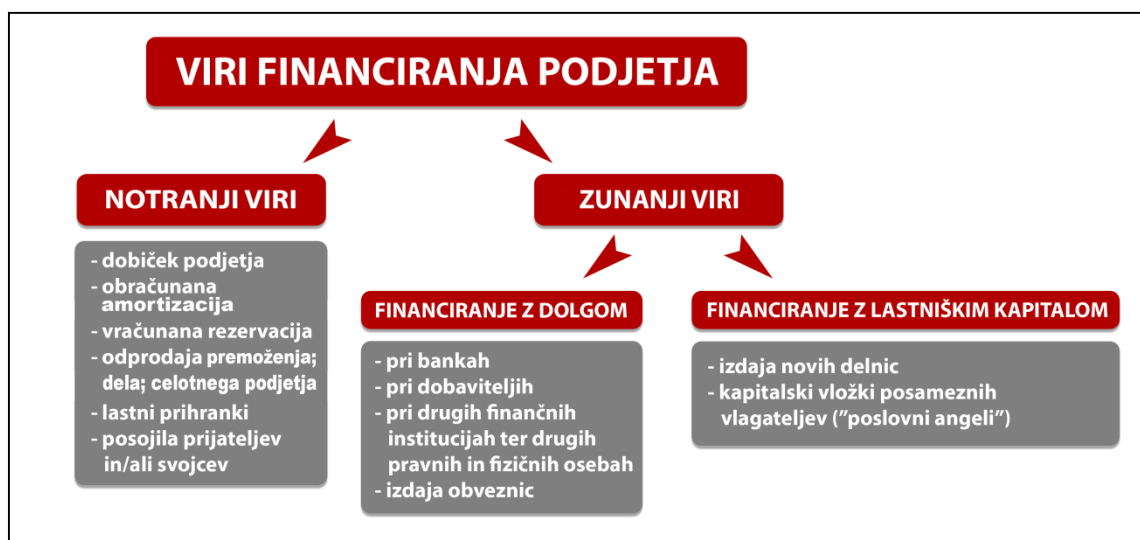 VIRI FINANCIRANJA PODJETJA
NOTRANJI VIRI
- dobiček podjetja
- obračunana
amortizacija
- vračunana rezervacija
- odprodaja premoženja;
dela; celotnega podjetja
- lastni prihranki
- posojila prijateljev
in/ali svojcev
ZUNANJI VIRI
FINANCIRANJE Z DOLGOM
- pri bankah
- pri dobaviteljih
- pri drugih finančnih
institucijah ter drugih
pravnih in fizičnih osebah
- izdaja obveznic
FINANCIRANJE Z LASTNIŠKIM KAPITALOM
- izdaja novih delnic
- kapitalski vložki posameznih
vlagateljev (”poslovni angeli”)